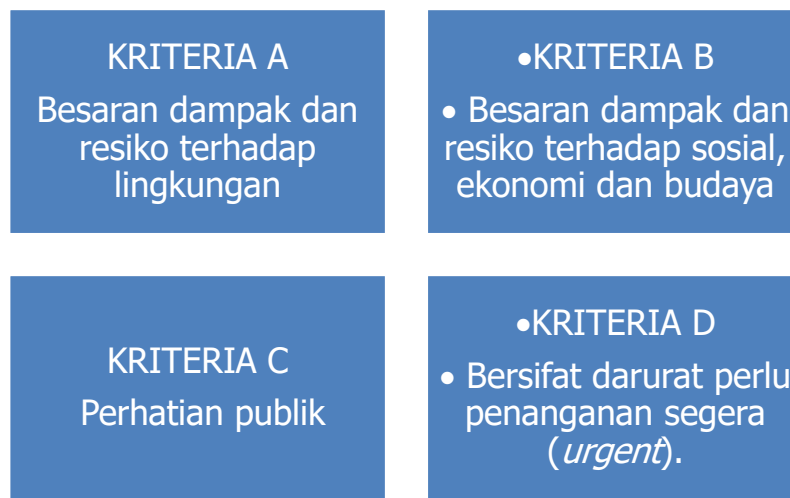 KRITERIA A
Besaran dampak dan
resiko terhadap
lingkungan
•KRITERIA B
• Besaran dampak dan
resiko terhadap sosial,
ekonomi dan budaya
KRITERIA C
Perhatian publik
•KRITERIA D
• Bersifat darurat perlu
penanganan segera
(urgent).